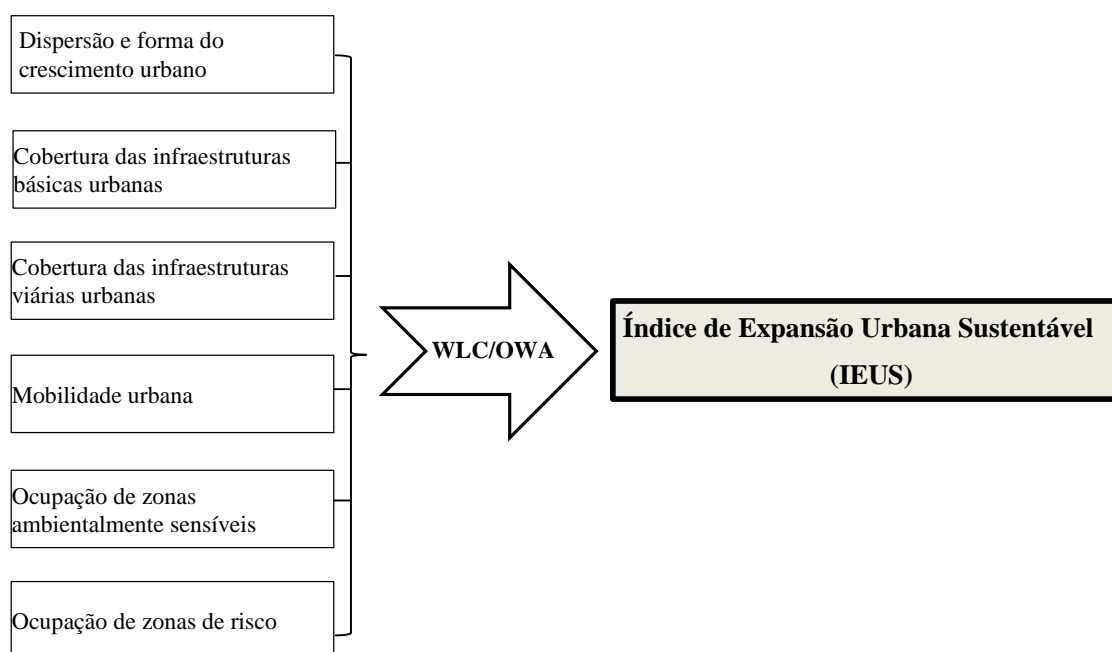 Dispersão e forma do
crescimento urbano
Cobertura das infraestruturas
básicas urbanas
Cobertura das infraestruturas
viárias urbanas
Mobilidade urbana
Ocupação de zonas
ambientalmente sensíveis
Ocupação de zonas de risco
WLC/OWA
Índice de Expansão Urbana Sustentável
(IEUS)